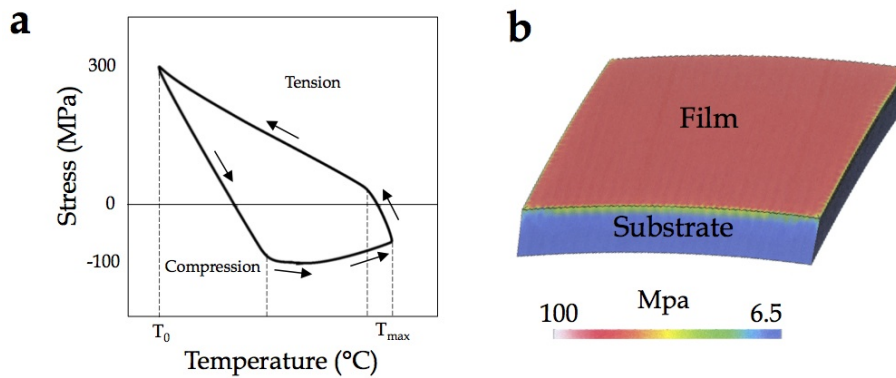 a
300
Tension
Stress (MPa)
0
Compression
-100
T0
Tmax
Temperature (°C)
b
Film
Substrate
Mpa
100
6.5